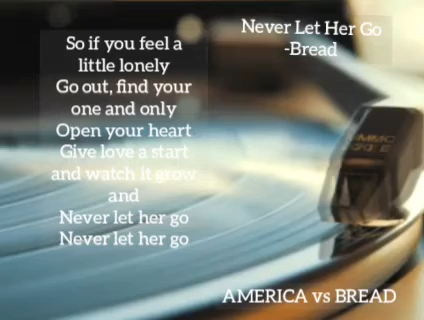 Never Let Her Go
-Bread
So if you feel a
little lonely
Go out, find your
one and only
Open your heart
Give love a start
and watch it grow
and
Never let her go
Never let her go
AMERICA vs BREAD